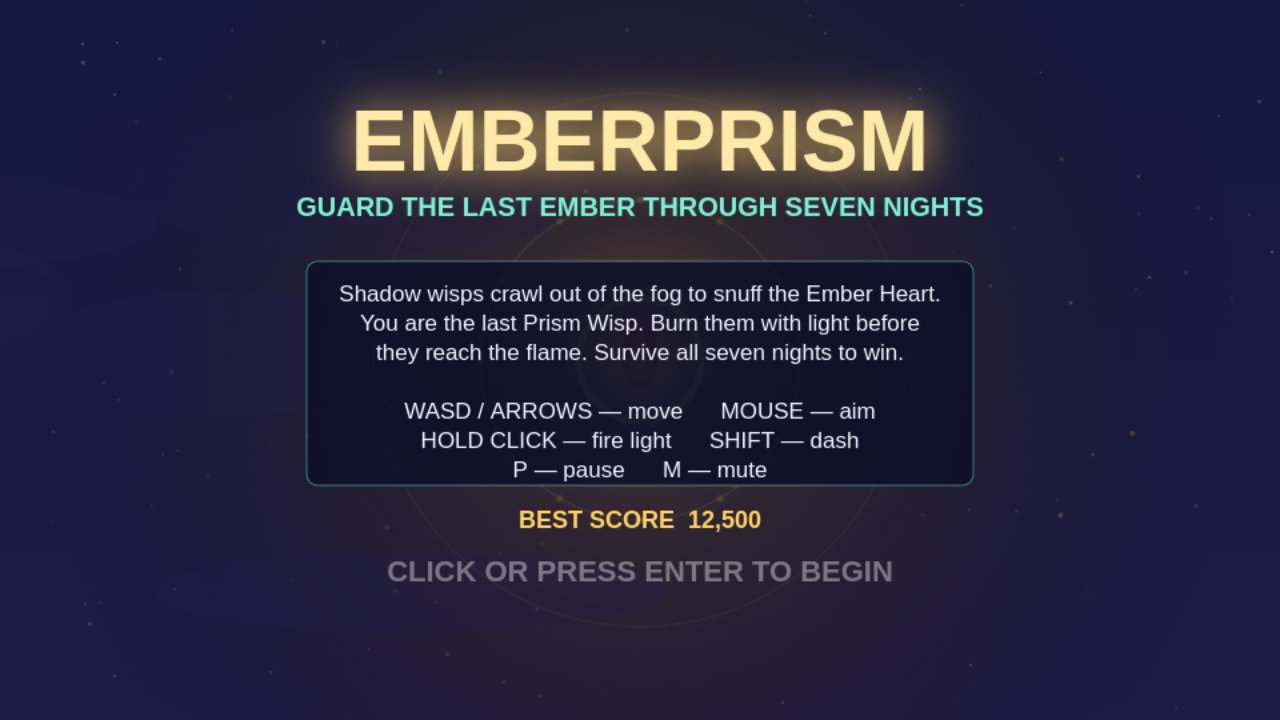 EMBERPRISM
GUARD THE LAST EMBER THROUGH SEVEN NIGHTS
Shadow wisps crawl out of the fog to snuff the Ember Heart.
You are the last Prism Wisp. Burn them with light before
they reach the flame. Survive all seven nights to win.
WASD / ARROWS — move MOUSE — aim
HOLD CLICK — fire light SHIFT — dash
P — pause M — mute
BEST SCORE 12,500
CLICK OR PRESS ENTER TO BEGIN